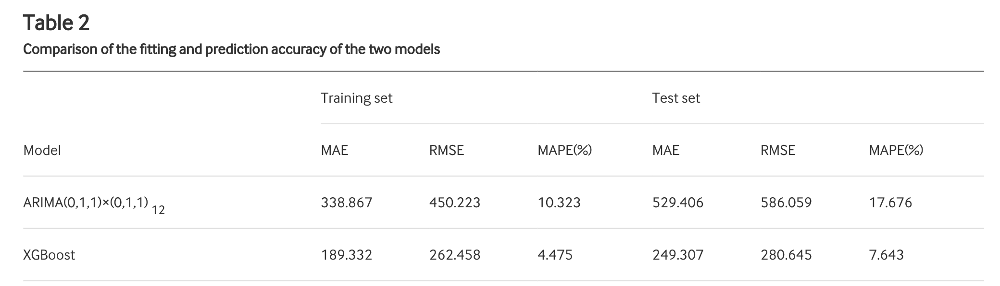 Table 2
Comparison of the fitting and prediction accuracy of the two models
Training set Test set
Model MAE RMSE MAPE(%) MAE RMSE MAPE(%)
ARIMA(0,1,1)×(0,1,1) 12 338.867 450.223 10.323 529.406 586.059 17.676
XGBoost 189.332 262.458 4.475 249.307 280.645 7.643